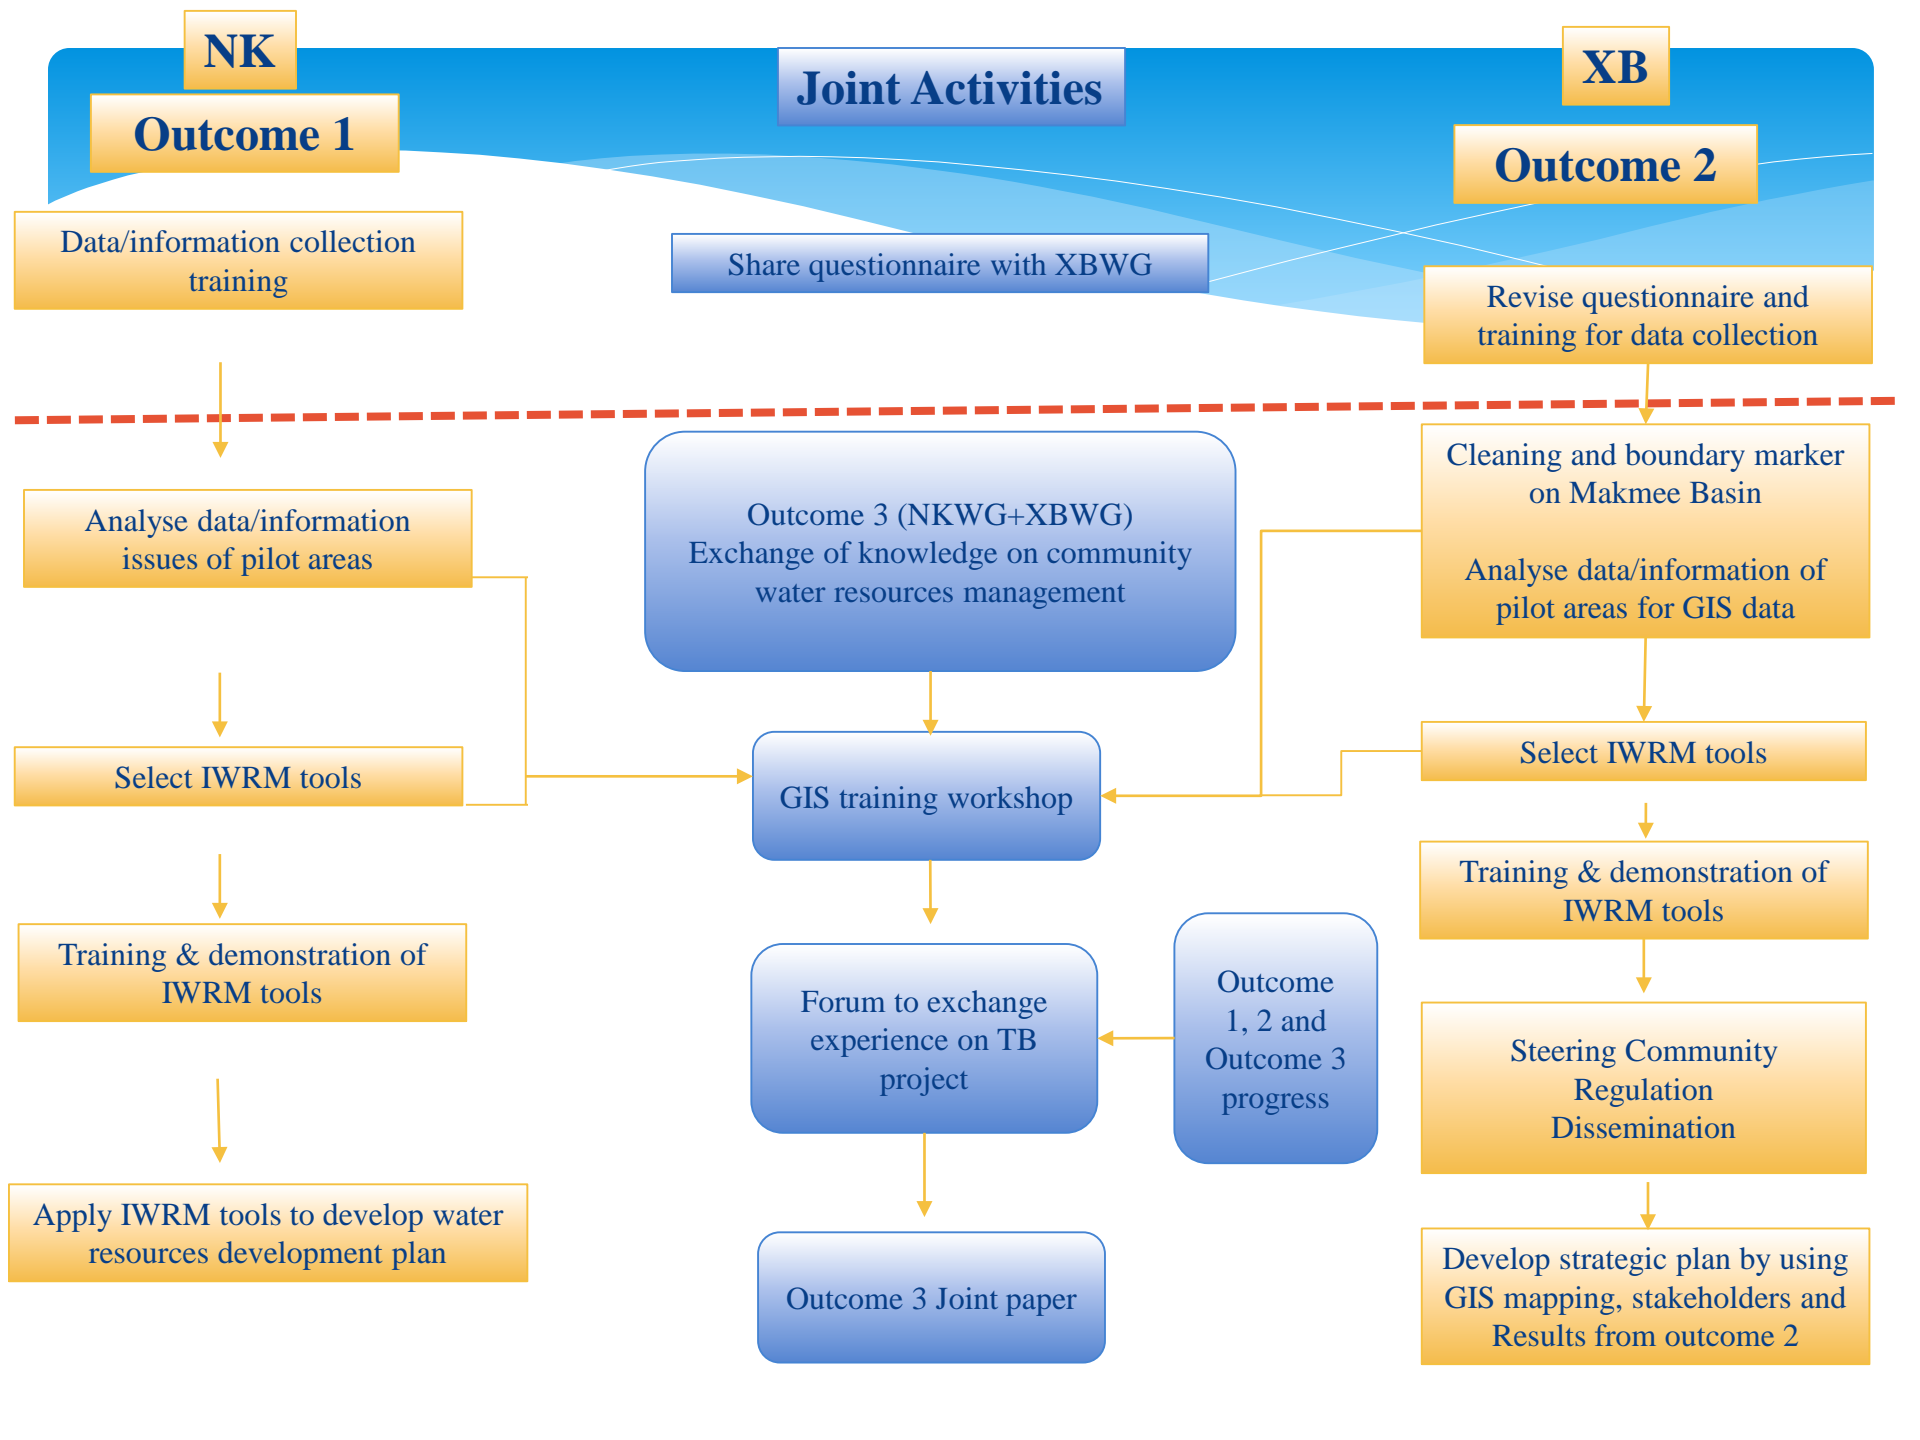 NK
Outcome 1
Joint Activities
XB
Outcome 2
Data/information collection
training
Share questionnaire with XBWG
Revise questionnaire and
training for data collection
Analyse data/information
issues of pilot areas
Outcome 3 (NKWG+XBWG)
Exchange of knowledge on community
water resources management
Cleaning and boundary marker
on Makmee Basin
Analyse data/information of
pilot areas for GIS data
Select IWRM tools
GIS training workshop
Select IWRM tools
Training & demonstration of
IWRM tools
Forum to exchange
experience on TB
project
Outcome
1, 2 and
Outcome 3
progress
Training & demonstration of
IWRM tools
Steering Community
Regulation
Dissemination
Apply IWRM tools to develop water
resources development plan
Outcome 3 Joint paper
Develop strategic plan by using
GIS mapping, stakeholders and
Results from outcome 2